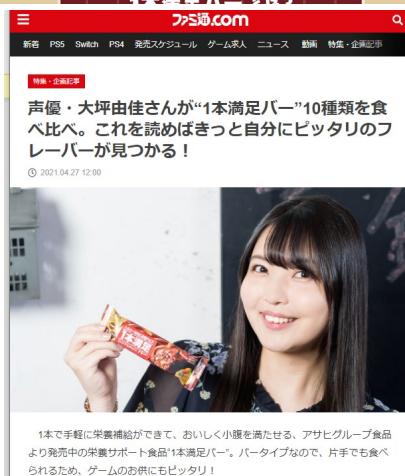 ファミ通.com
新着 PS5 Switch PS4 発売スケジュール ゲーム求人 ニュース 動画 特集・企画記事
特集・企画記事
声優・大坪由佳さんが“1本満足バー”10種類を食
べ比べ。これを読めばきっと自分にピッタリのフ
レーバーが見つかる！
2021.04.27 12:00
1本満足
1本で手軽に栄養補給ができて、おいしく小腹を満たせる、アサヒグループ食品
より発売中の栄養サポート食品“1本満足バー”。バータイプなので、片手でも食べ
られるため、ゲームのお供にもピッタリ！